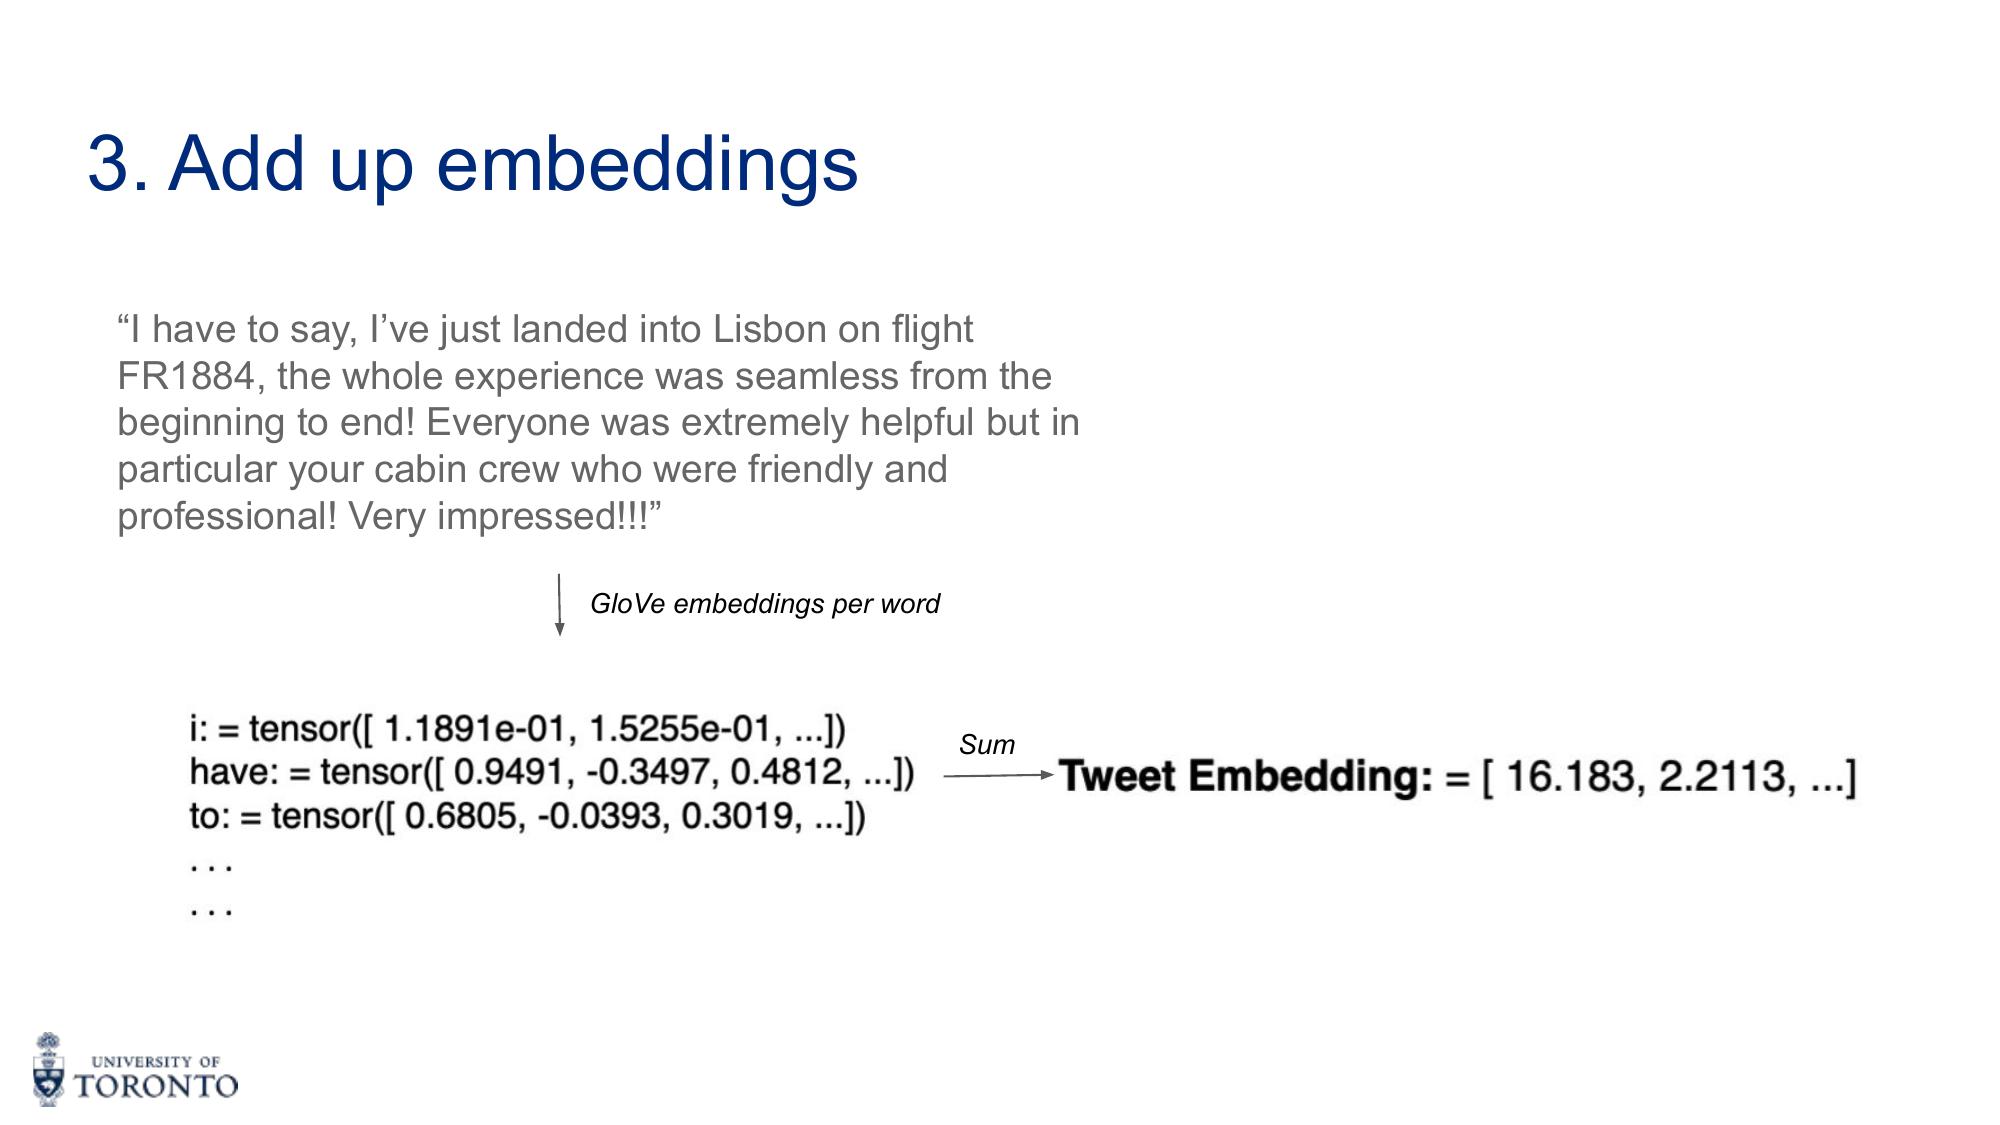 3. Add up embeddings
“I have to say, I’ve just landed into Lisbon on flight
FR1884, the whole experience was seamless from the
beginning to end! Everyone was extremely helpful but in
particular your cabin crew who were friendly and
professional! Very impressed!!!”
GloVe embeddings per word
i: = tensor([ 1.1891e-01, 1.5255e-01, ...])
have: = tensor([ 0.9491, -0.3497, 0.4812, ...])
to: = tensor([ 0.6805, -0.0393, 0.3019, ...])
. . .
. . .
Sum
Tweet Embedding: = [ 16.183, 2.2113, ...]
UNIVERSITY OF
TORONTO